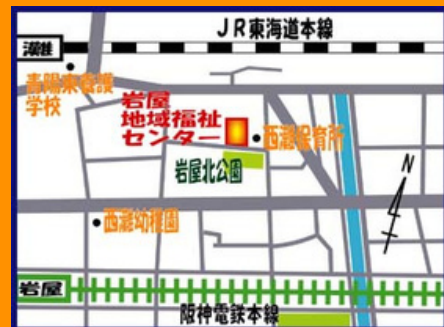 JR東海道本線
灘
青陽東養護
学校
岩屋
地域福祉
センター
西灘保育所
岩屋北公園
N
西灘幼稚園
岩屋
阪神電鉄本線